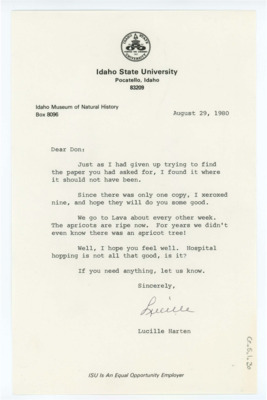 Idaho State University
Pocatello, Idaho
83209
Idaho Museum of Natural History
Box 8096
August 29, 1980
Dear Don:
Just as I had given up trying to find
the paper you had asked for, I found it where
it should not have been.
Since there was only one copy, I xeroxed
nine, and hope they will do you some good.
We go to Lava about every other week.
The apricots are ripe now. For years we didn't
even know there was an apricot tree!
Well, I hope you feel well. Hospital
hopping is not all that good, is it?
If you need anything, let us know.
Sincerely,
Lucille
Lucille Harten
ISU Is An Equal Opportunity Employer